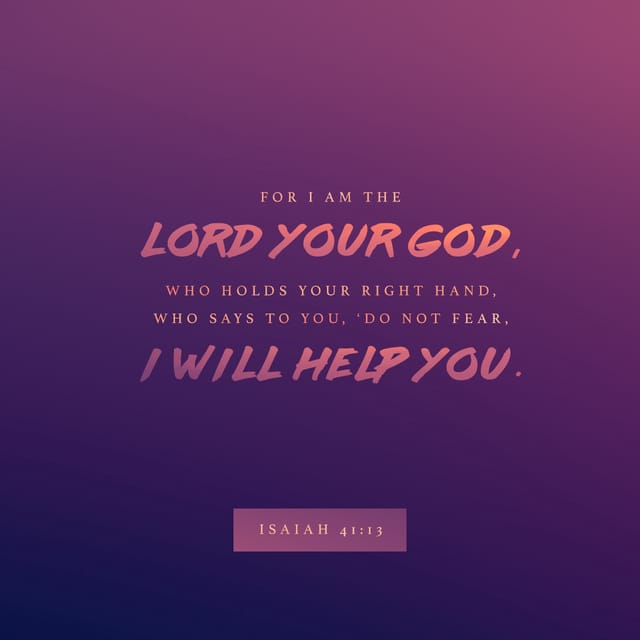 FOR I AM THE
LORD YOUR GOD,
WHO HOLDS YOUR RIGHT HAND,
WHO SAYS TO YOU, ‘DO NOT FEAR,
I WILL HELP YOU.
ISAIAH 41:13